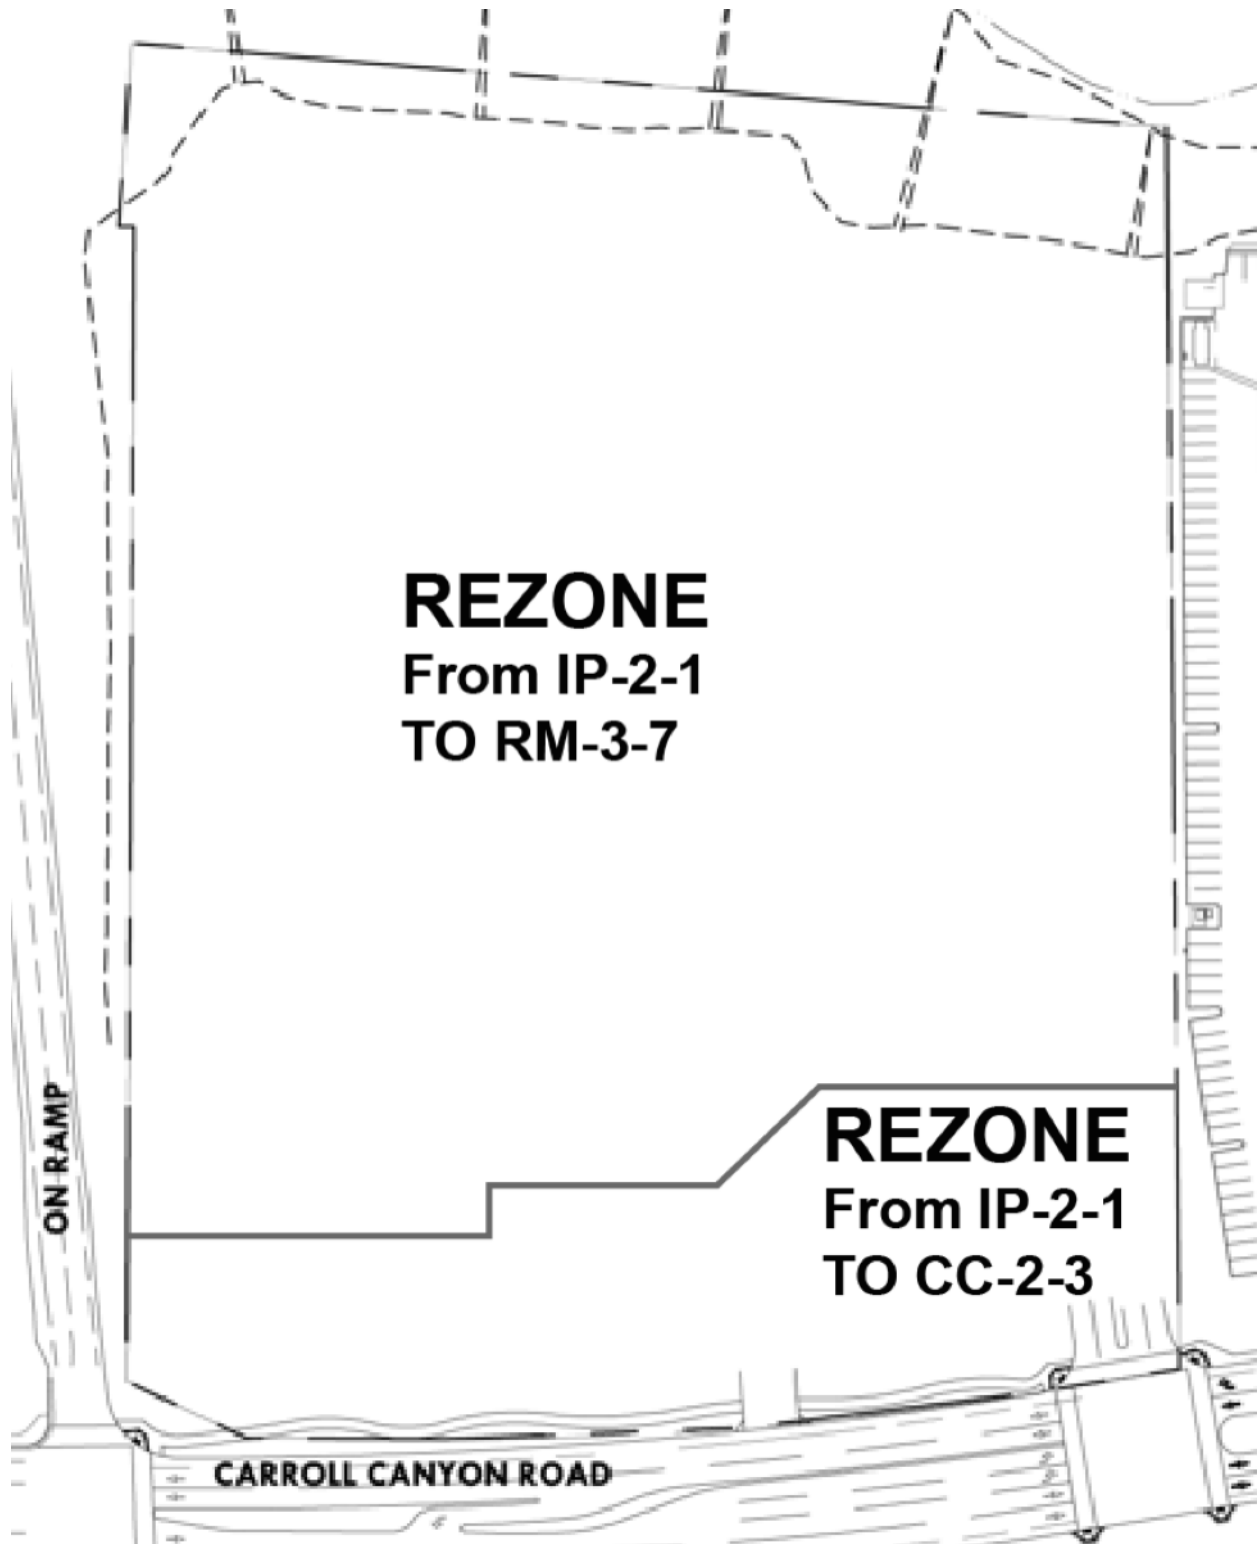 REZONE
From IP-2-1
TO RM-3-7
REZONE
From IP-2-1
TO CC-2-3
ON RAMP
CARROLL CANYON ROAD